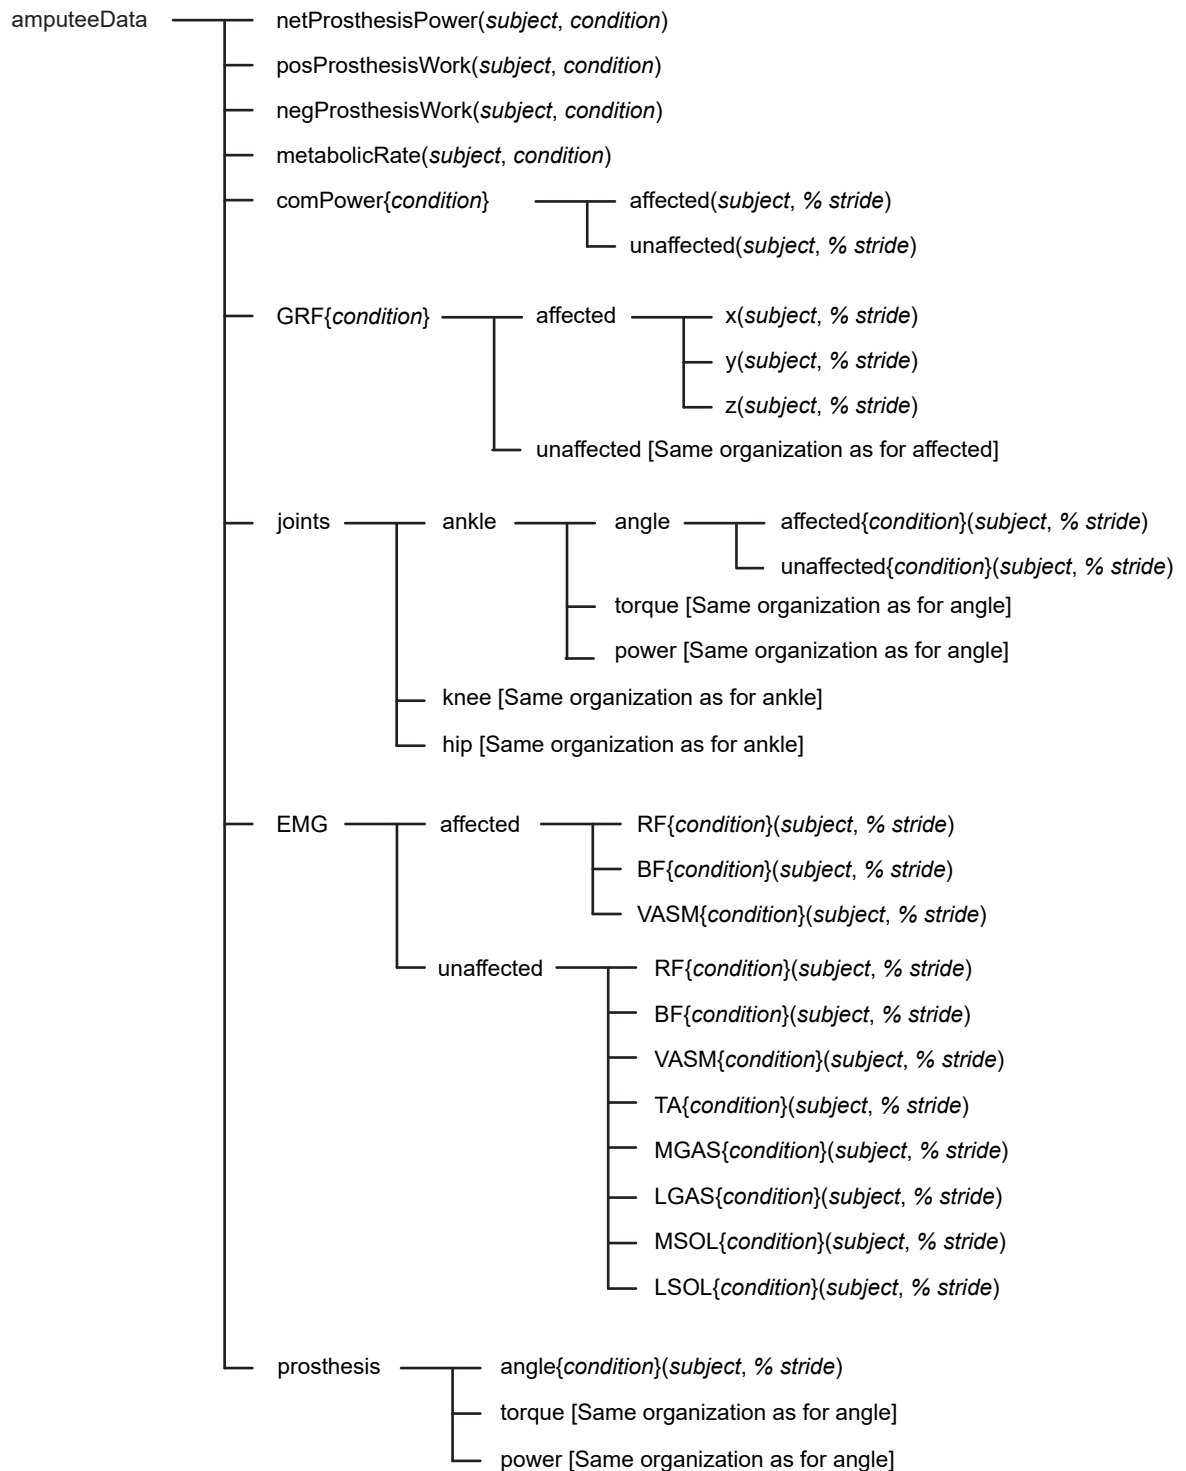 amputeeData netProsthesisPower(subject, condition)
posProsthesisWork(subject, condition)
negProsthesisWork(subject, condition)
metabolicRate(subject, condition)
comPower{condition} affected(subject, % stride)
unaffected(subject, % stride)
GRF{condition} affected x(subject, % stride)
y(subject, % stride)
z(subject, % stride)
unaffected [Same organization as for affected]
joints ankle angle affected{condition}(subject, % stride)
unaffected{condition}(subject, % stride)
torque [Same organization as for angle]
power [Same organization as for angle]
knee [Same organization as for ankle]
hip [Same organization as for ankle]
EMG affected RF{condition}(subject, % stride)
BF{condition}(subject, % stride)
VASM{condition}(subject, % stride)
unaffected RF{condition}(subject, % stride)
BF{condition}(subject, % stride)
VASM{condition}(subject, % stride)
TA{condition}(subject, % stride)
MGAS{condition}(subject, % stride)
LGAS{condition}(subject, % stride)
MSOL{condition}(subject, % stride)
LSOL{condition}(subject, % stride)
prosthesis angle{condition}(subject, % stride)
torque [Same organization as for angle]
power [Same organization as for angle]